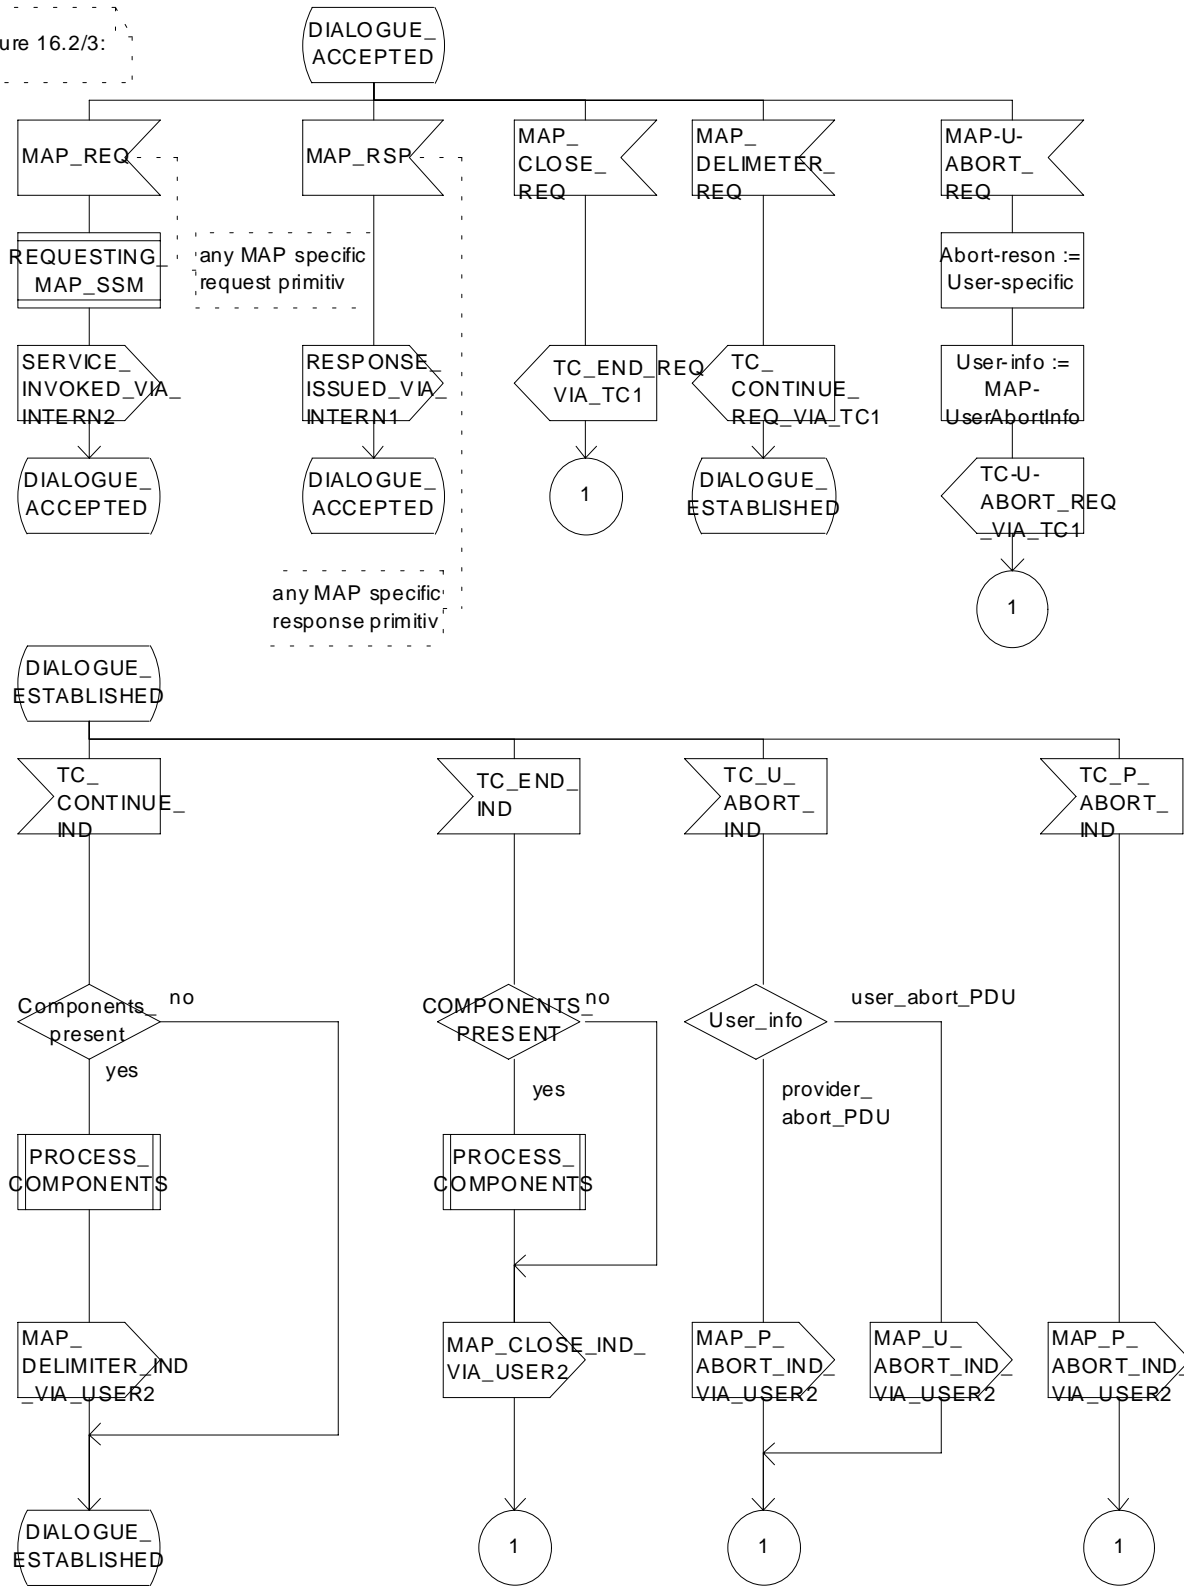 ure 16.2/3:
DIALOGUE_
ACCEPTED
MAP_REQ
MAP_RSP
MAP_
CLOSE_
REQ
MAP_
DELIMETER_
REQ
MAP-U-
ABORT_
REQ
REQUESTING_
MAP_SSM
any MAP specific
request primitiv
Abort-reson :=
User-specific
SERVICE_
INVOKED_VIA_
INTERN2
RESPONSE_
ISSUED_VIA_
INTERN1
TC_END_REQ
VIA_TC1
TC_
CONTINUE_
REQ_VIA_TC1
User-info :=
MAP-
UserAbortInfo
DIALOGUE_
ACCEPTED
DIALOGUE_
ACCEPTED
1
DIALOGUE_
ESTABLISHED
TC-U-
ABORT_REQ
_VIA_TC1
any MAP specific
response primitiv
1
DIALOGUE_
ESTABLISHED
TC_
CONTINUE_
IND
TC_END_
IND
TC_U_
ABORT_
IND
TC_P_
ABORT_
IND
Components_
present
no
yes
COMPONENTS_
PRESENT
no
yes
User_info
user_abort_PDU
provider_
abort_PDU
PROCESS_
COMPONENTS
PROCESS_
COMPONENTS
MAP_
DELIMITER_IND
_VIA_USER2
MAP_CLOSE_IND_
VIA_USER2
MAP_P_
ABORT_IND_
VIA_USER2
MAP_U_
ABORT_IND_
VIA_USER2
MAP_P_
ABORT_IND_
VIA_USER2
DIALOGUE_
ESTABLISHED
1
1
1